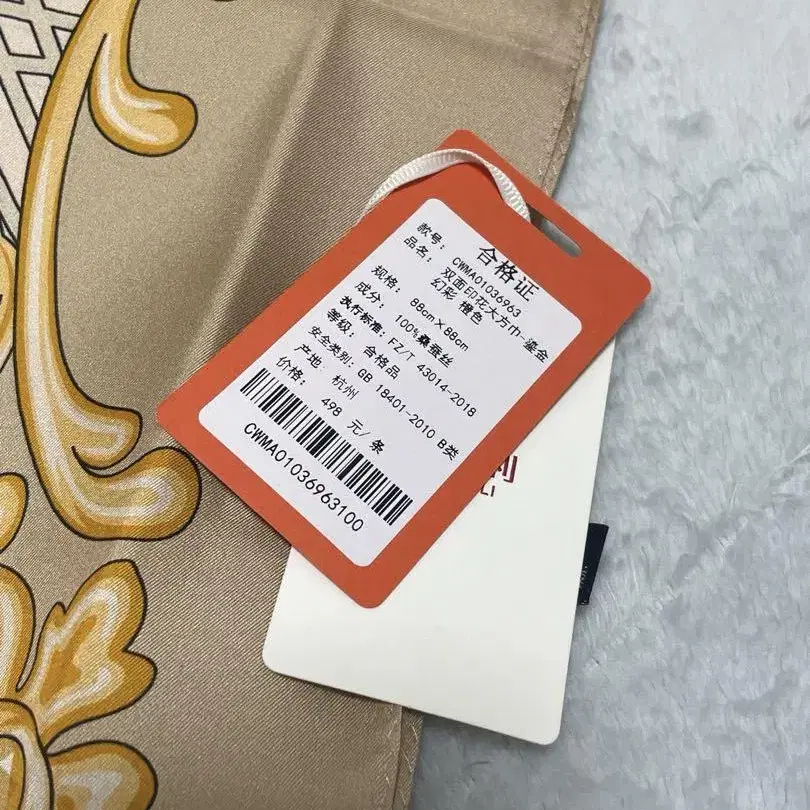 合格证
款号: CWMA01036963
品名: 双面印花大方巾-鎏金
幻彩 橙色
规格: 88cm×88cm
成分: 100%桑蚕丝
执行标准: FZ/T 43014-2018
等级: 合格品
安全类别: GB 18401-2010 B类
产地: 杭州
价格: 498 元/条
CWMA01036963100
LI